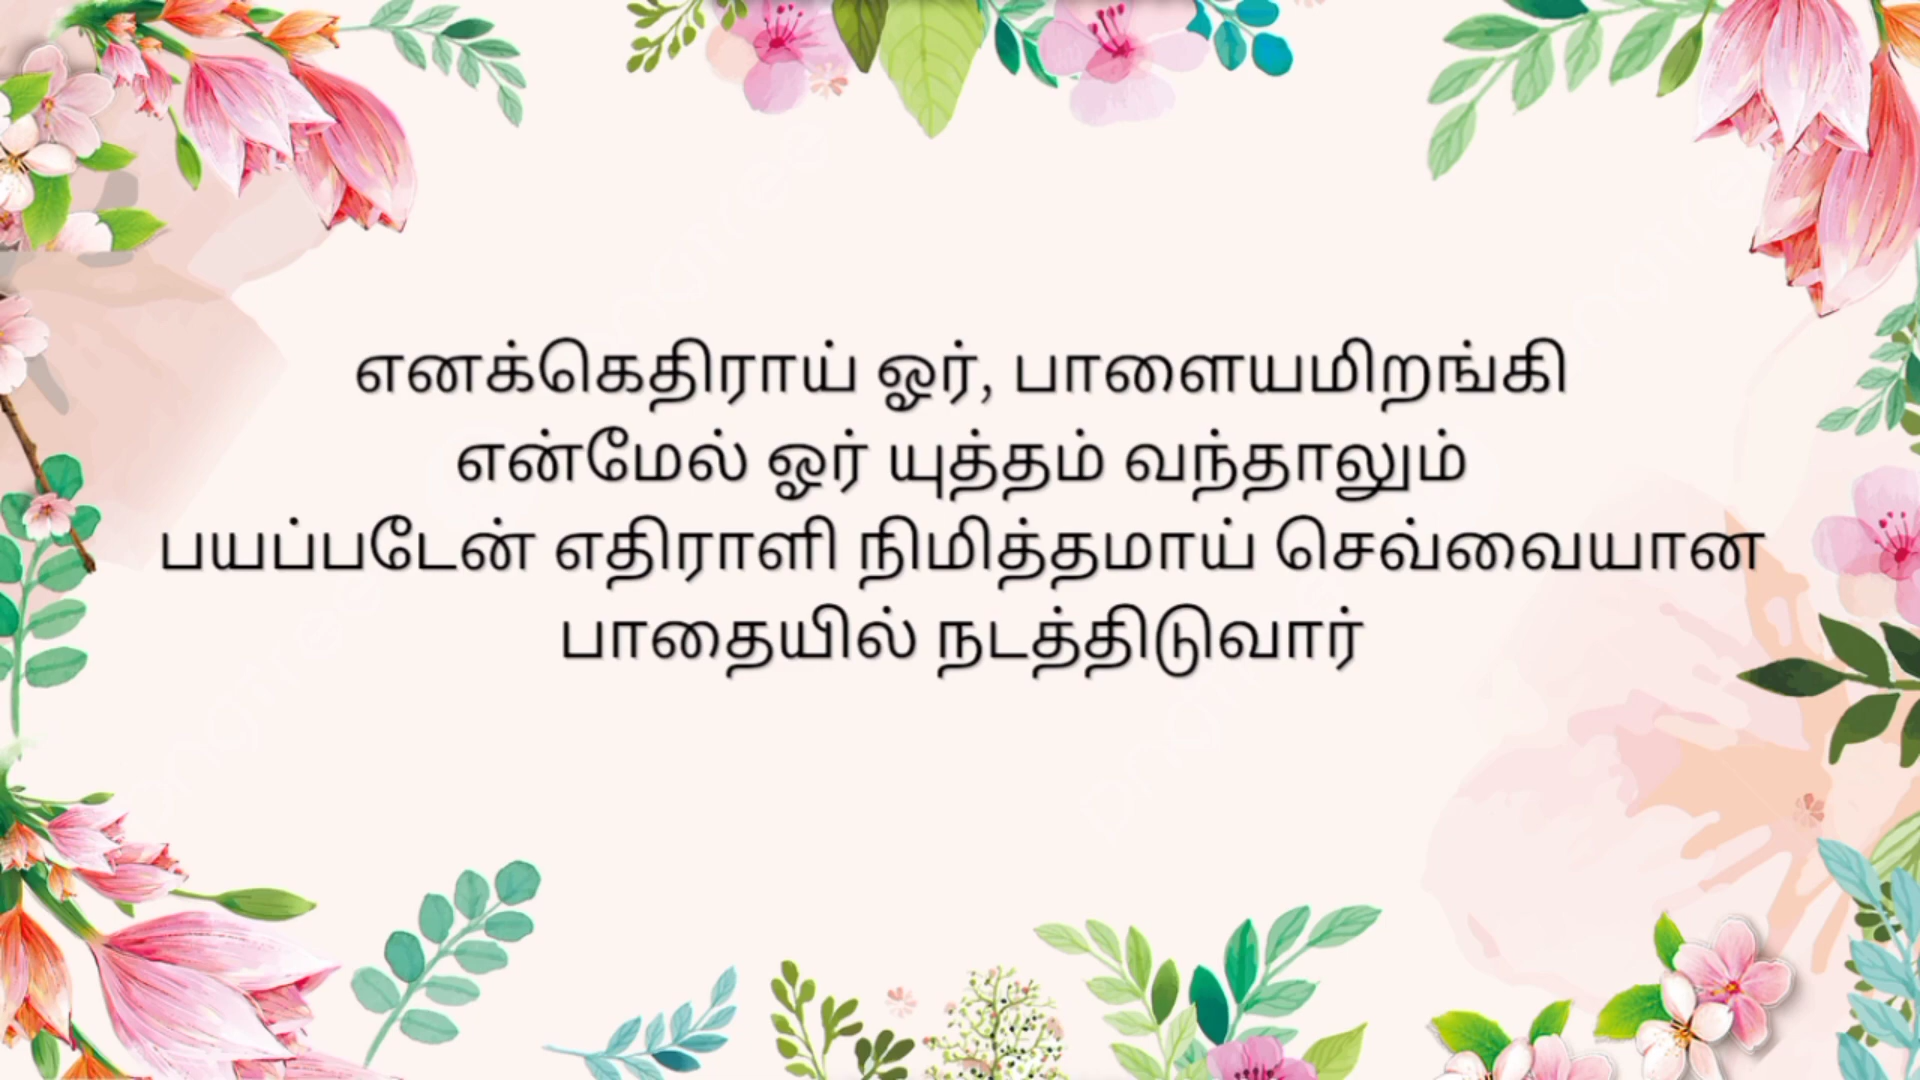 எனக்கெதிராய் ஓர், பாளையமிறங்கி
என்மேல் ஓர் யுத்தம் வந்தாலும்
பயப்படேன் எதிராளி நிமித்தமாய் செவ்வையான
பாதையில் நடத்திடுவார்